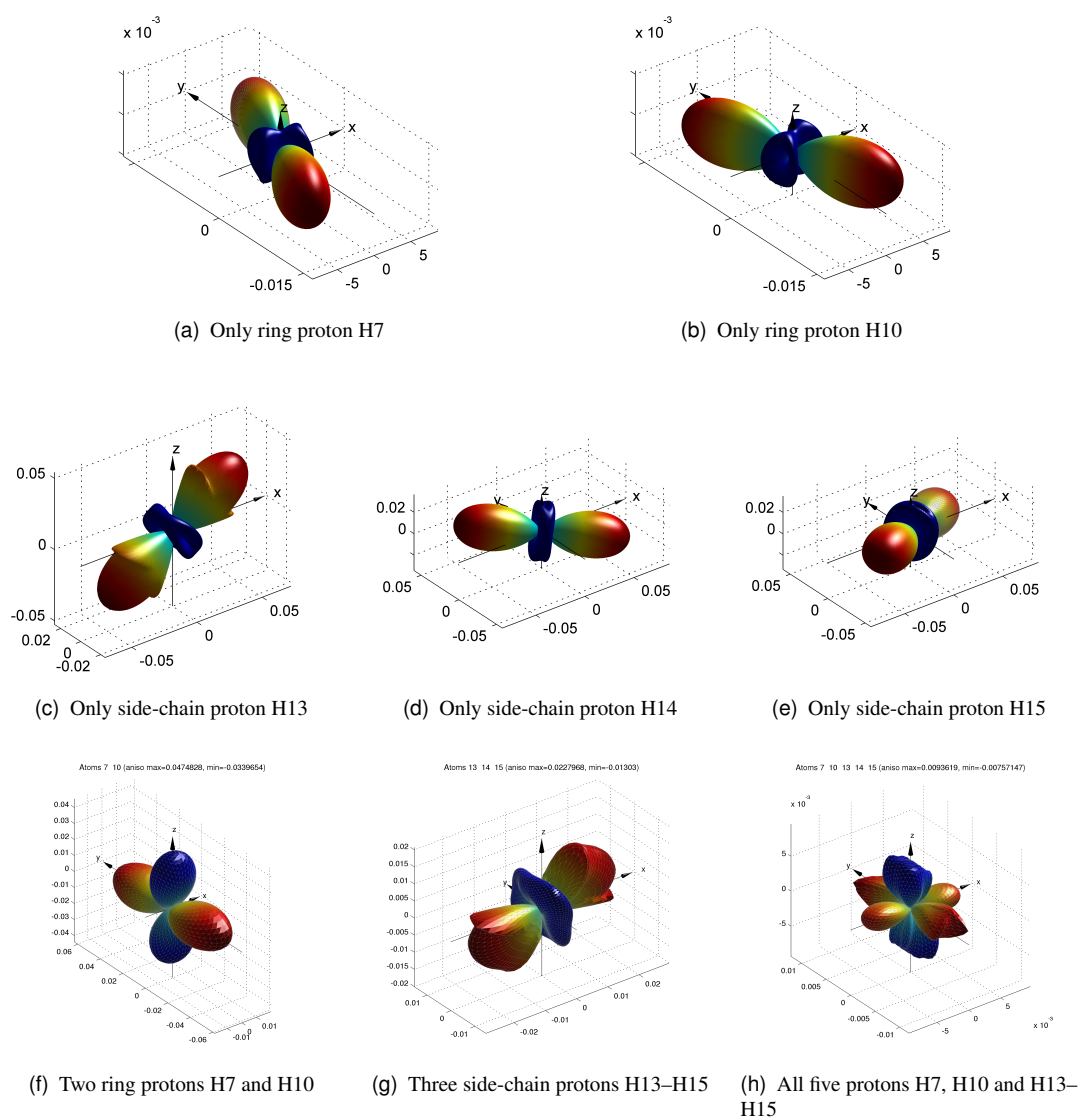 x 10⁻³
y
z
x
0
5
0
-5
-0.015
(a) Only ring proton H7
x 10⁻³
y
z
x
0
5
0
-5
-0.015
(b) Only ring proton H10
0.05
0
-0.05
0.02
0
-0.02
-0.05
0
0.05
z
x
(c) Only side-chain proton H13
0.02
0
0.05
0
-0.05
-0.05
0
0.05
y
z
x
(d) Only side-chain proton H14
0.02
0
0.05
0
-0.05
-0.05
0
0.05
y
z
x
(e) Only side-chain proton H15
Atoms 7 10 (aniso max=0.0474828, min=-0.0339654)
0.04
0.03
0.02
0.01
0
-0.01
-0.02
-0.03
-0.04
0.06
0.04
0.02
0
-0.02
-0.04
-0.06
-0.01
0
0.01
y
z
x
(f) Two ring protons H7 and H10
Atoms 13 14 15 (aniso max=0.0227968, min=-0.01303)
0.02
0.015
0.01
0.005
0
-0.005
-0.01
-0.015
-0.02
0.01
0
-0.01
-0.02
-0.01
0
0.01
0.02
y
z
x
(g) Three side-chain protons H13–H15
Atoms 7 10 13 14 15 (aniso max=0.0093619, min=-0.00757147)
x 10⁻³
5
0
-5
0.01
0.005
0
-0.005
-0.01
-5
0
5
x 10⁻³
y
z
x
(h) All five protons H7, H10 and H13–
H15